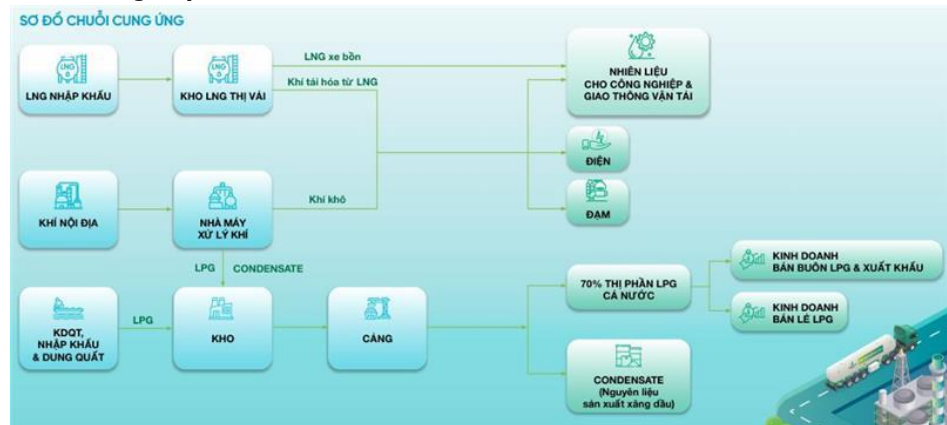 SƠ ĐỒ CHUỖI CUNG ỨNG
LNG
LNG NHẬP KHẨU
LNG
KHO LNG THỊ VẢI
LNG xe bồn
Khí tái hóa từ LNG
NHIÊN LIỆU
CHO CÔNG NGHIỆP &
GIAO THÔNG VẬN TẢI
ĐIỆN
ĐẠM
KHÍ NỘI ĐỊA
NHÀ MÁY
XỬ LÝ KHÍ
Khí khô
LPG CONDENSATE
KDQT,
NHẬP KHẨU
& DUNG QUẤT
LPG
KHO
CẢNG
70% THỊ PHẦN LPG
CẢ NƯỚC
KINH DOANH
BÁN BUÔN LPG & XUẤT KHẨU
KINH DOANH
BÁN LẺ LPG
CONDENSATE
(Nguyên liệu
sản xuất xăng dầu)